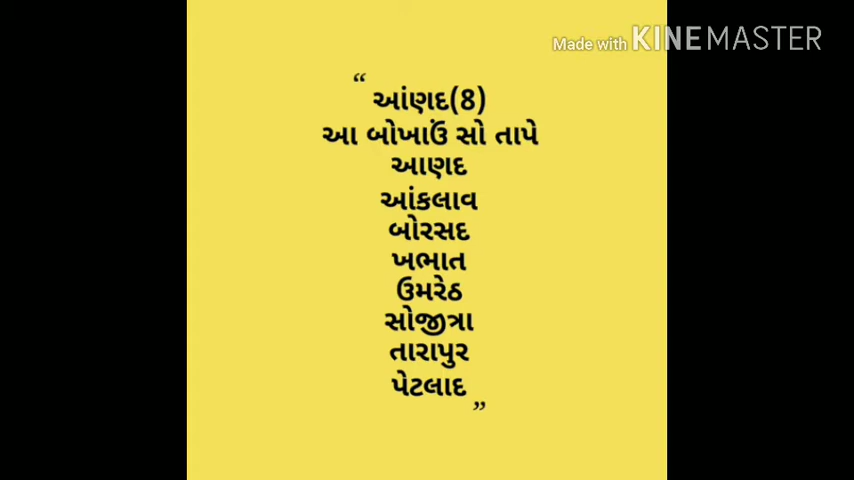 Made with KINEMASTER
“
આંણદ(8)
આ બોખાઉં સો તાપે
આણદ
આંકલાવ
બોરસદ
ખભાત
ઉમરેઠ
સોજીત્રા
તારાપુર
પેટલાદ
”